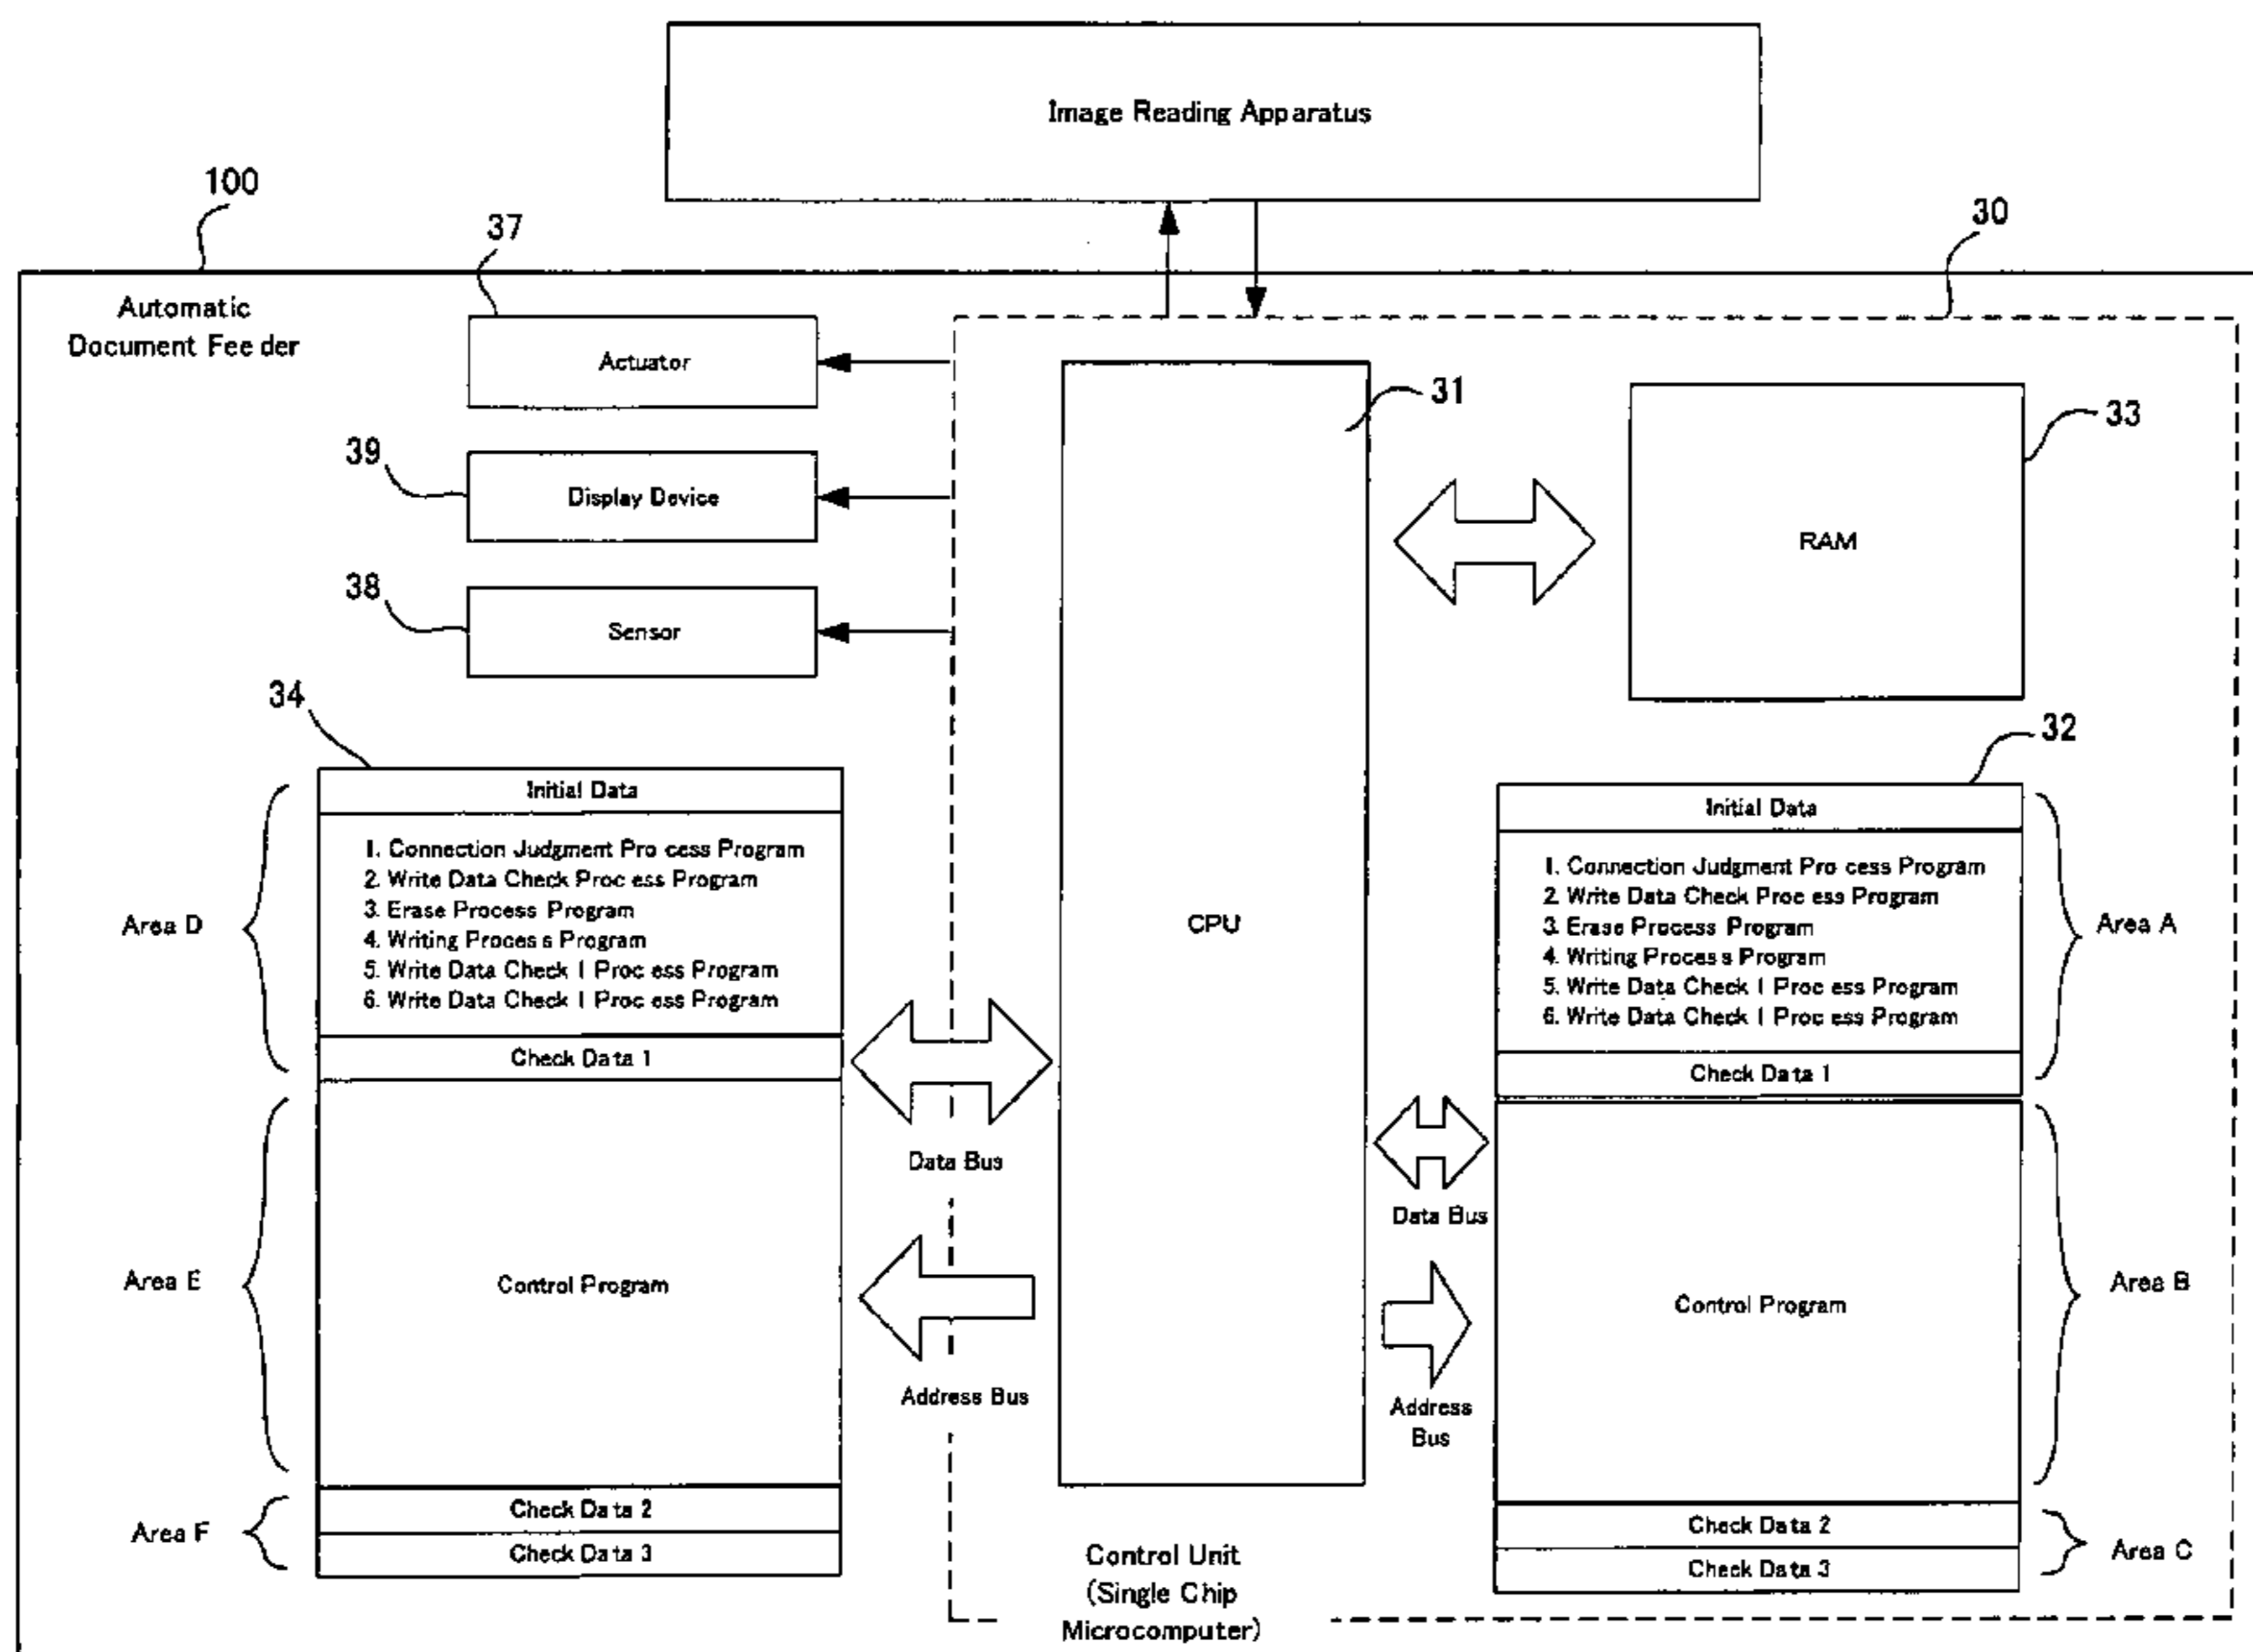 Image Reading Apparatus
100
37
30
Automatic
Document Feeder
Actuator
31
33
39
Display Device
RAM
38
Sensor
34
32
Initial Data
1. Connection Judgment Process Program
2. Write Data Check Process Program
3. Erase Process Program
4. Writing Process Program
5. Write Data Check 1 Process Program
6. Write Data Check 1 Process Program
Check Data 1
Area D
CPU
Initial Data
1. Connection Judgment Process Program
2. Write Data Check Process Program
3. Erase Process Program
4. Writing Process Program
5. Write Data Check 1 Process Program
6. Write Data Check 1 Process Program
Check Data 1
Area A
Data Bus
Data Bus
Area E
Control Program
Address Bus
Address
Bus
Control Program
Area B
Area F
Check Data 2
Check Data 3
Check Data 2
Check Data 3
Area C
Control Unit
(Single Chip
Microcomputer)